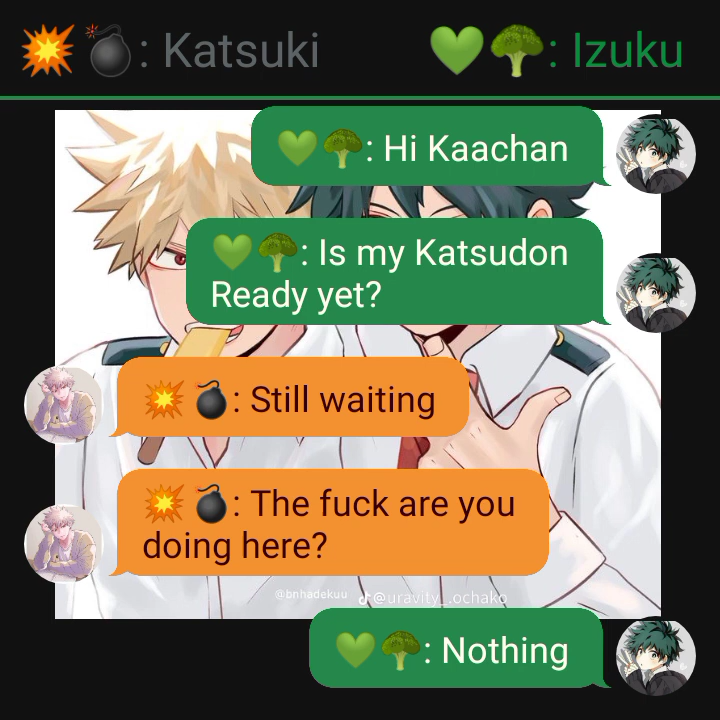 💥💣: Katsuki
💚🥦: Izuku
💚🥦: Hi Kaachan
💚🥦: Is my Katsudon
Ready yet?
💥💣: Still waiting
💥💣: The fuck are you
doing here?
@bnhadekuu @uravity_.ochako
💚🥦: Nothing